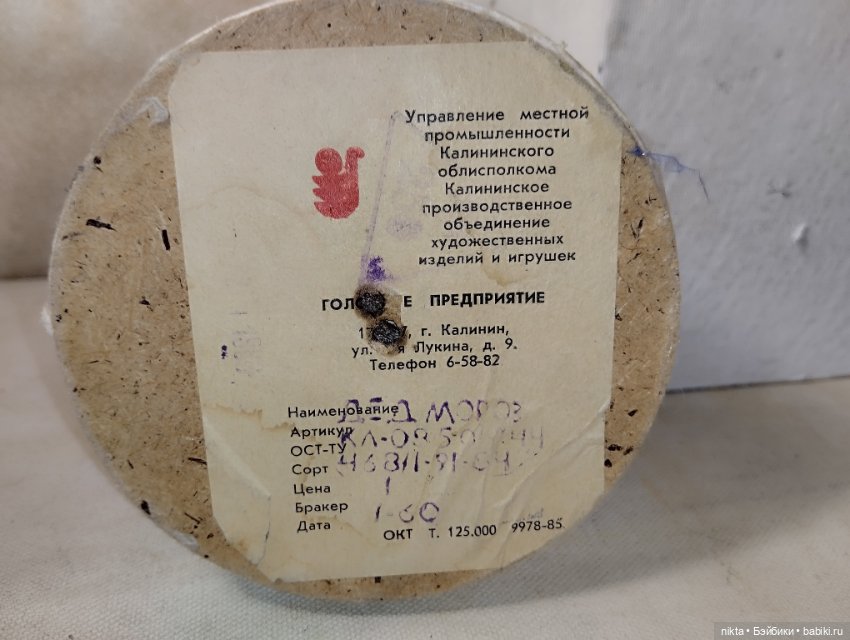 Управление местной
промышленности
Калининского
облисполкома
Калининское
производственное
объединение
художественных
изделий и игрушек
ПРЕДПРИЯТИЕ
г. Калинин,
Лукина, д. 9.
Телефон 6-58-82
Наименование ДЕД МОРОЗ
Артикул
ОСТ-ТУ
Сорт
Цена 1
Бракер 1-60
Дата
ОКТ Т. 125.000 9978-85
nikta • Бэйбики • babiki.ru